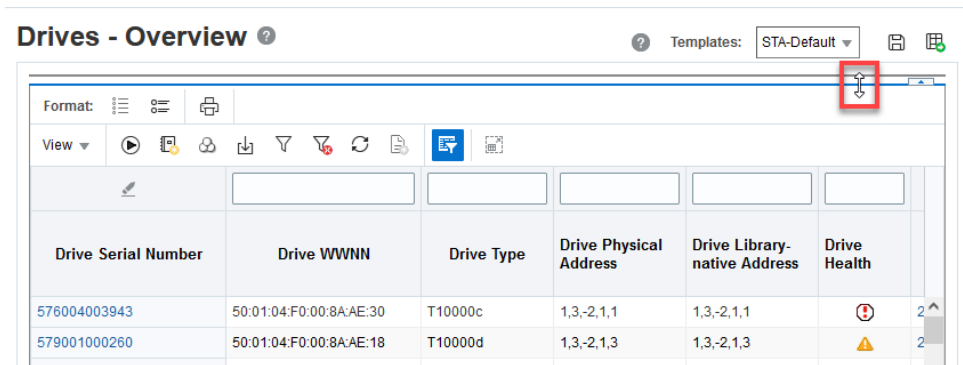 Drives - Overview ? ? Templates: STA-Default
Format:
View
Drive Serial Number Drive WWNN Drive Type Drive Physical Address Drive Library-native Address Drive Health
576004003943 50:01:04:F0:00:8A:AE:30 T10000c 1,3,-2,1,1 1,3,-2,1,1 2
579001000260 50:01:04:F0:00:8A:AE:18 T10000d 1,3,-2,1,3 1,3,-2,1,3 2